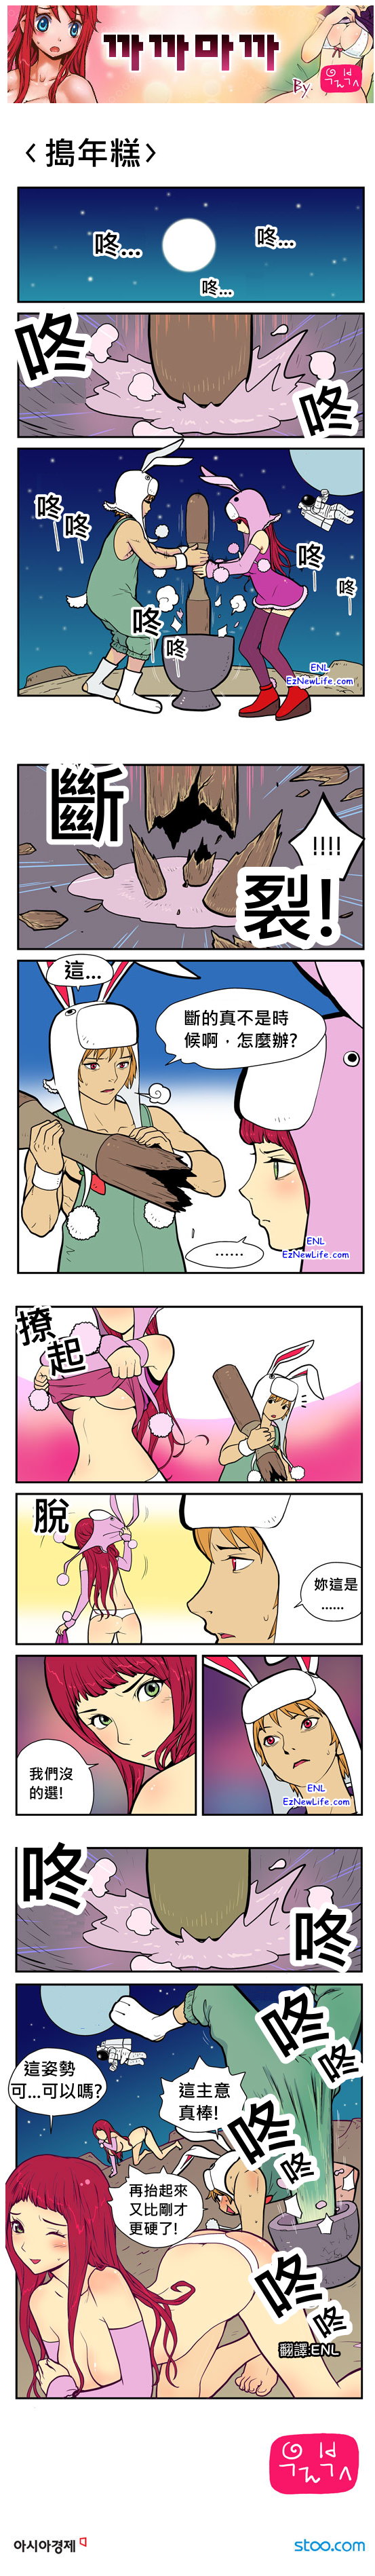 까까마까
By
〈搗年糕〉
咚...
咚...
咚...
咚
咚
咚
咚
咚
咚
咚
咚
ENL
EzNewLife.com
斷
裂!
!!!!
這...
斷的真不是時
候啊，怎麼辦?
......
ENL
EzNewLife.com
撩
起
脫
妳這是
......
我們沒
的選!
ENL
EzNewLife.com
咚
咚
咚
咚
這姿勢
可...可以嗎?
這主意
真棒!
咚
咚
再抬起來
又比剛才
更硬了!
咚
咚
翻譯:ENL
아시아경제
stoo.com